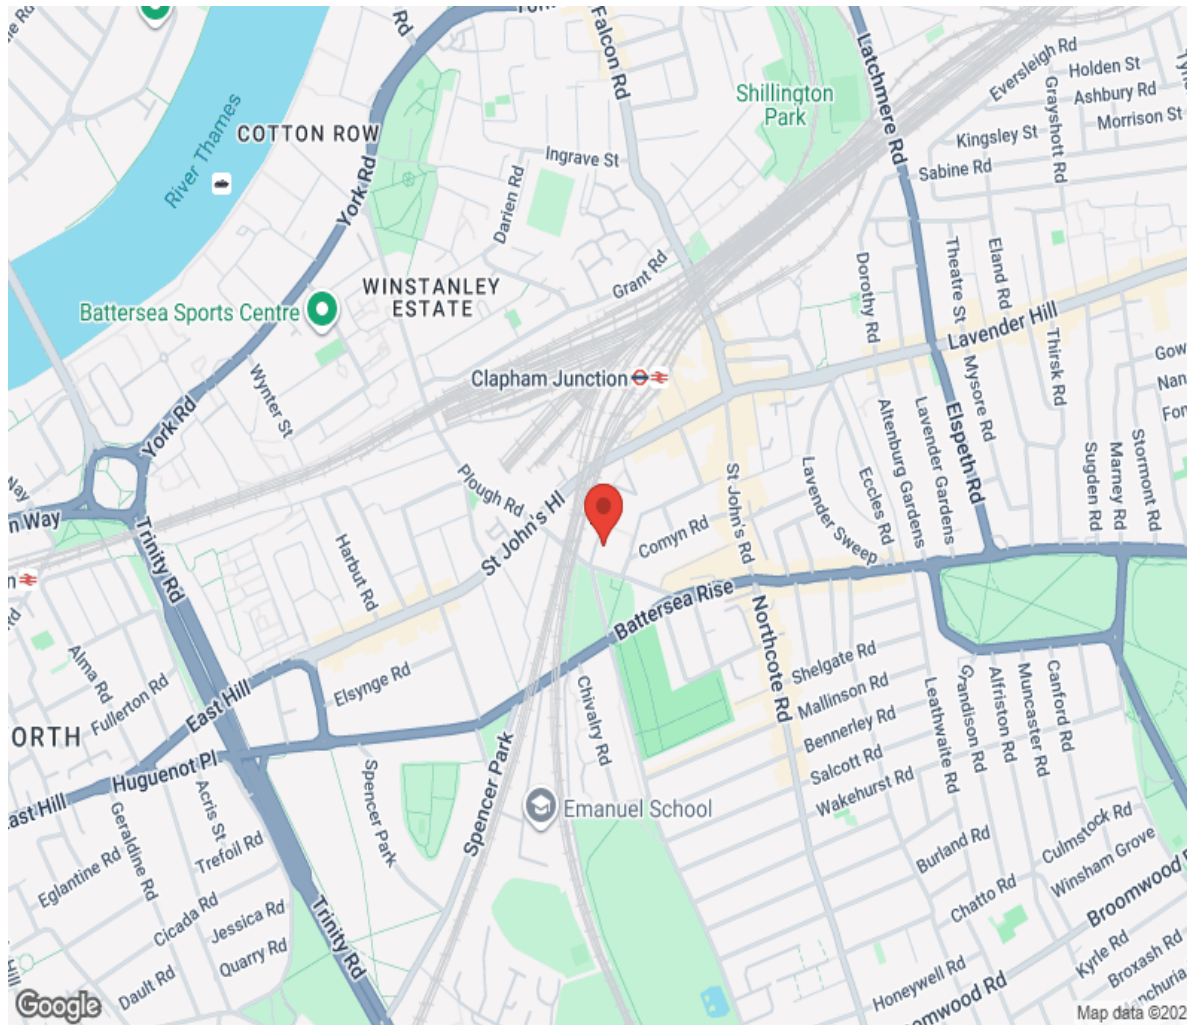 Rd
Falcon Rd
Latchmere Rd
Eversleigh Rd
Holden St
Ashbury Rd
Morrison St
Grayshott Rd
Kingsley St
Sabine Rd
Shillington
Park
River Thames
COTTON ROW
York Rd
Ingrave St
Darien Rd
Grant Rd
WINSTANLEY
ESTATE
Battersea Sports Centre
Dorothy Rd
Theatre St
Eland Rd
Lavender Hill
Thirsk Rd
Mysore Rd
Clapham Junction
Wynter St
York Rd
Altenburg Gardens
Lavender Gardens
Elspeth Rd
Sugden Rd
Marney Rd
Stormont Rd
Plough Rd
St John's Hl
St John's Rd
Lavender Sweep
Eccles Rd
Comyn Rd
Trinity Rd
Harbut Rd
Battersea Rise
Northcote Rd
Alma Rd
Fullerton Rd
East Hill
Elsynge Rd
Chivalry Rd
Shelgate Rd
Mallinson Rd
Bennerley Rd
Salcott Rd
Wakehurst Rd
Leathwaite Rd
Grandison Rd
Alfriston Rd
Muncaster Rd
Canford Rd
ORTH
Huguenot Pl
East Hill
Spencer Park
Spencer Park
Emanuel School
Acris St
Geraldine Rd
Trefoil Rd
Eglantine Rd
Cicada Rd
Jessica Rd
Quarry Rd
Dault Rd
Trinity Rd
Burland Rd
Culmstock Rd
Winsham Grove
Chatto Rd
Broomwood
Kyrle Rd
Broxash Rd
Honeywell Rd
oomwood Rd
Google
Map data ©202